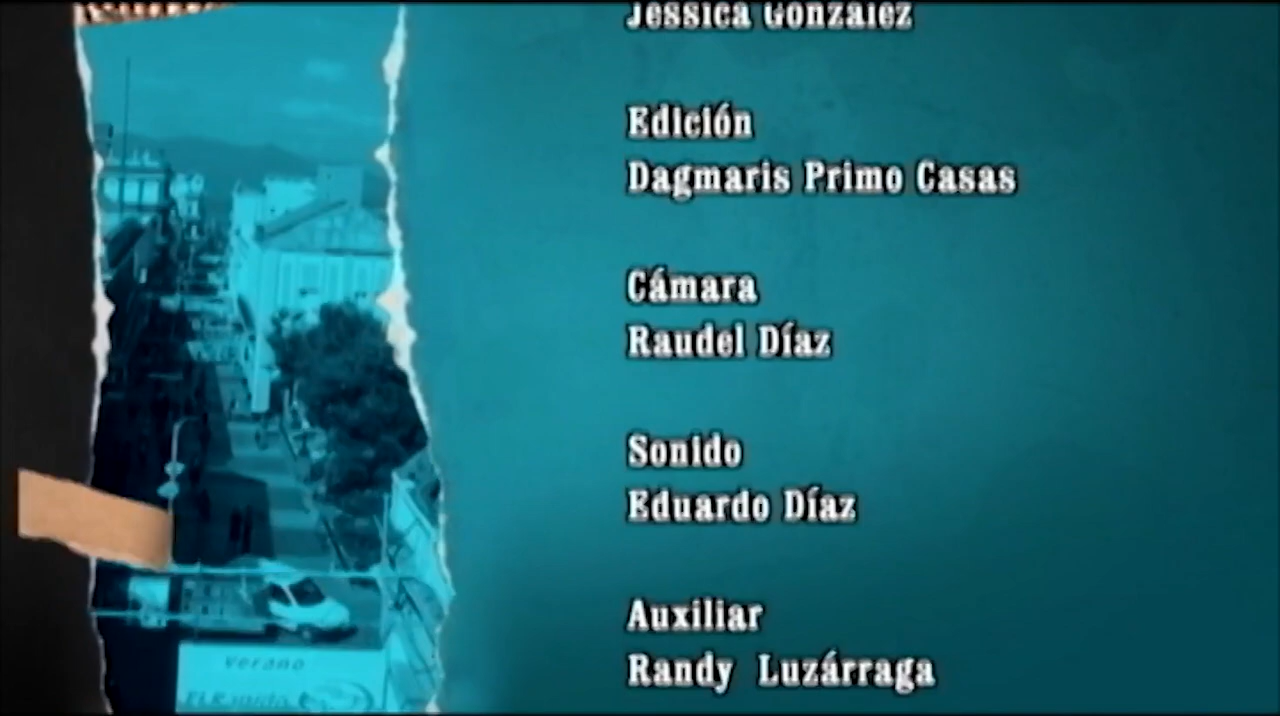 Jessica González
Edición
Dagmaris Primo Casas
Cámara
Raudel Díaz
Sonido
Eduardo Díaz
Auxiliar
Randy Luzárraga
Verano